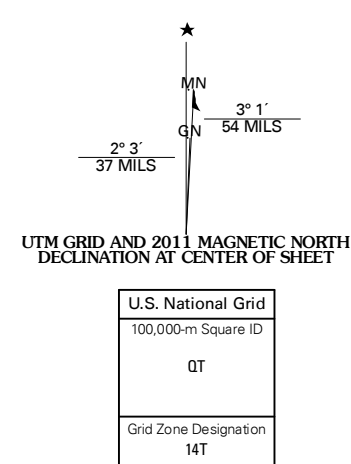 ★
MN
3° 1´
GN
54 MILS
2° 3´
37 MILS
UTM GRID AND 2011 MAGNETIC NORTH
DECLINATION AT CENTER OF SHEET
U.S. National Grid
100,000-m Square ID
QT
Grid Zone Designation
14T